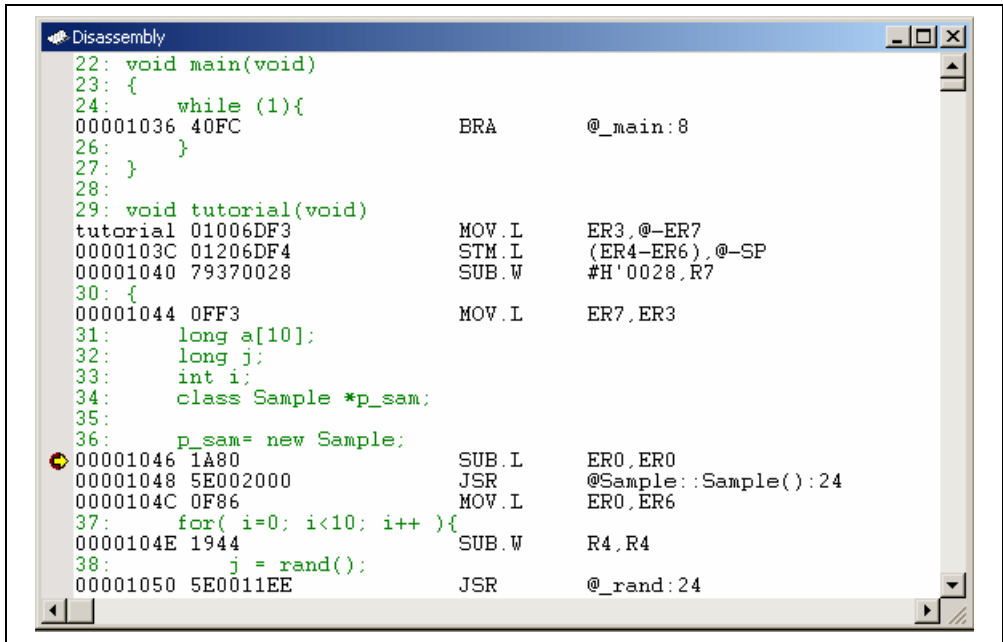 Disassembly
22: void main(void)
23: {
24:      while (1){
00001036 40FC                    BRA       @_main:8
26:      }
27: }
28:
29: void tutorial(void)
tutorial 01006DF3                MOV.L     ER3,@-ER7
0000103C 01206DF4                STM.L     (ER4-ER6),@-SP
00001040 79370028                SUB.W     #H'0028,R7
30: {
00001044 0FF3                    MOV.L     ER7,ER3
31:      long a[10];
32:      long j;
33:      int i;
34:      class Sample *p_sam;
35:
36:      p_sam= new Sample;
00001046 1A80                    SUB.L     ER0,ER0
00001048 5E002000                JSR       @Sample::Sample():24
0000104C 0F86                    MOV.L     ER0,ER6
37:      for( i=0; i<10; i++ ){
0000104E 1944                    SUB.W     R4,R4
38:          j = rand();
00001050 5E0011EE                JSR       @_rand:24